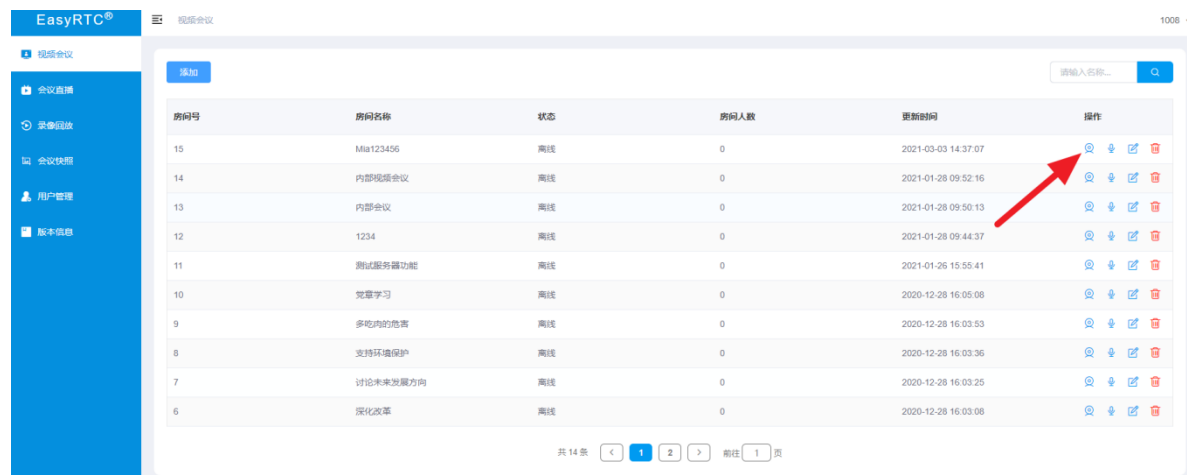 EasyRTC®
视频会议
1008
视频会议
会议直播
录像回放
会议快照
用户管理
版本信息
添加
请输入名称...
房间号 房间名称 状态 房间人数 更新时间 操作
15 Mia123456 离线 0 2021-03-03 14:37:07
14 内部视频会议 离线 0 2021-01-28 09:52:16
13 内部会议 离线 0 2021-01-28 09:50:13
12 1234 离线 0 2021-01-28 09:44:37
11 测试服务器功能 离线 0 2021-01-26 15:55:41
10 党章学习 离线 0 2020-12-28 16:05:08
9 多吃肉的危害 离线 0 2020-12-28 16:03:53
8 支持环境保护 离线 0 2020-12-28 16:03:36
7 讨论未来发展方向 离线 0 2020-12-28 16:03:25
6 深化改革 离线 0 2020-12-28 16:03:08
共 14 条 < 1 2 > 前往 1 页